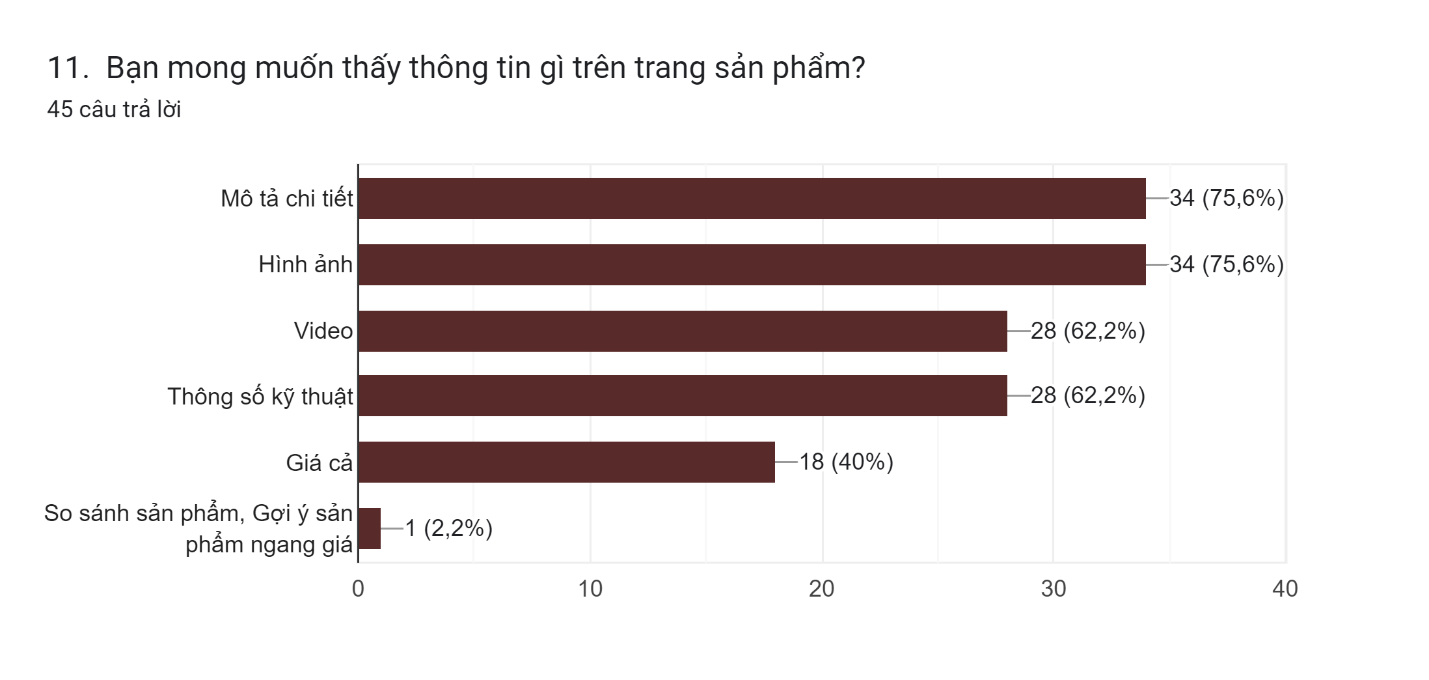 11. Bạn mong muốn thấy thông tin gì trên trang sản phẩm?
45 câu trả lời
Mô tả chi tiết
34 (75,6%)
Hình ảnh
34 (75,6%)
Video
28 (62,2%)
Thông số kỹ thuật
28 (62,2%)
Giá cả
18 (40%)
So sánh sản phẩm, Gợi ý sản
phẩm ngang giá
1 (2,2%)
0 10 20 30 40